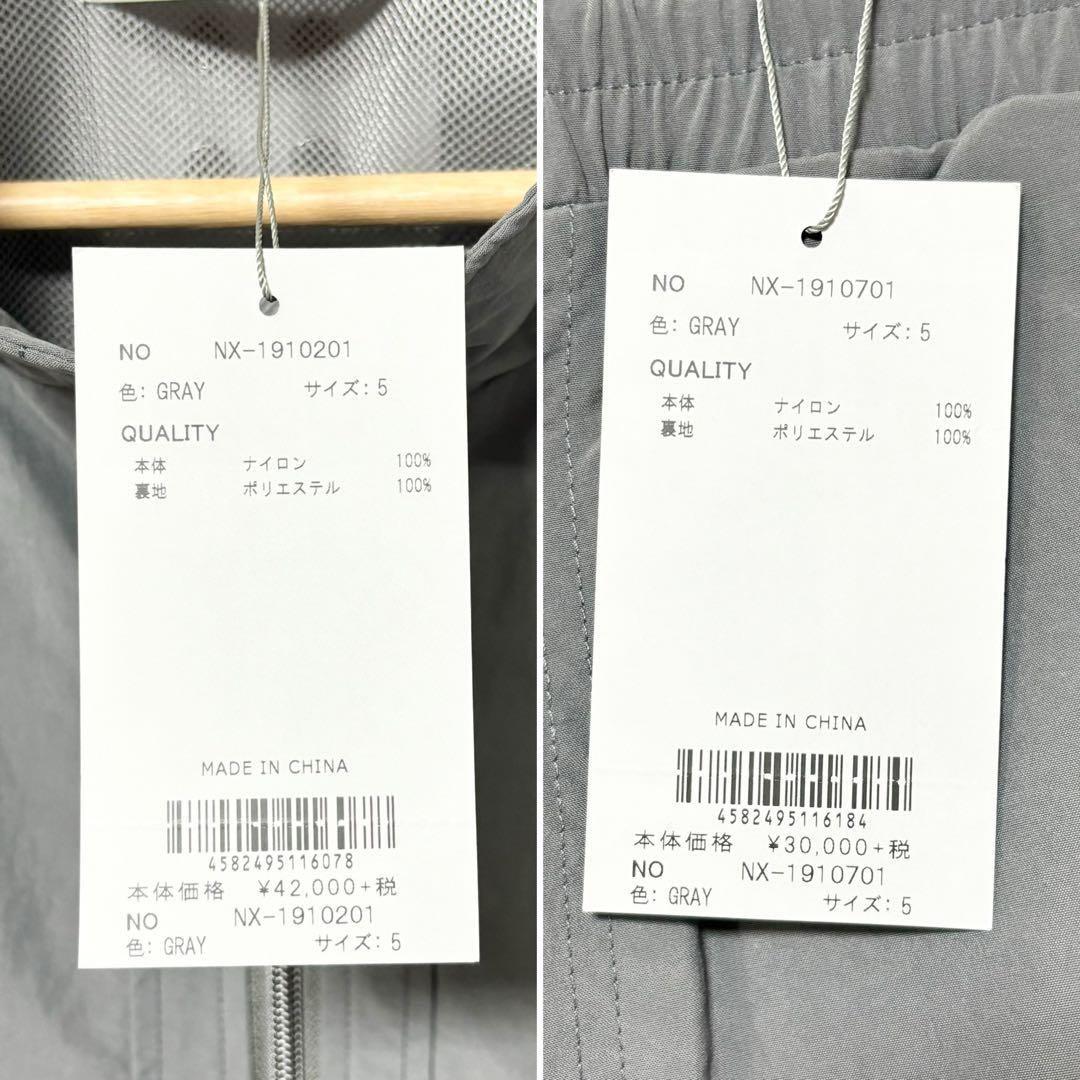 NO NX-1910201
色: GRAY サイズ: 5
QUALITY
本体 ナイロン 100%
裏地 ポリエステル 100%
MADE IN CHINA
4582495116078
本体価格 ¥42,000+税
NO NX-1910201
色: GRAY サイズ: 5
NO NX-1910701
色: GRAY サイズ: 5
QUALITY
本体 ナイロン 100%
裏地 ポリエステル 100%
MADE IN CHINA
4582495116184
本体価格 ¥30,000+税
NO NX-1910701
色: GRAY サイズ: 5